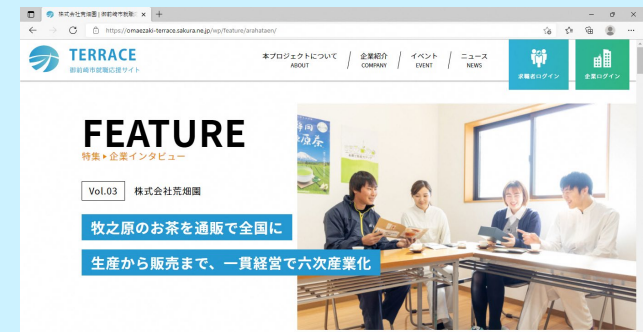 株式会社荒畑園 | 御前崎市就職
https://omaezaki-terrace.sakura.ne.jp/wp/feature/arahataen/
TERRACE
御前崎市就職応援サイト
本プロジェクトについて
ABOUT
企業紹介
COMPANY
イベント
EVENT
ニュース
NEWS
求職者ログイン
企業ログイン
FEATURE
特集▶企業インタビュー
Vol.03 株式会社荒畑園
牧之原のお茶を通販で全国に
生産から販売まで、一貫経営で六次産業化
静岡